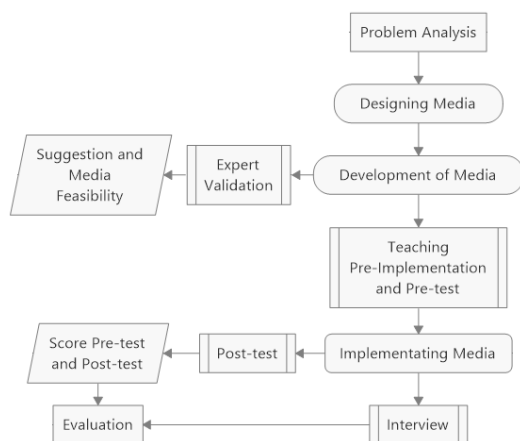 Problem Analysis
Designing Media
Suggestion and
Media
Feasibility
Expert
Validation
Development of Media
Teaching
Pre-Implementation
and Pre-test
Score Pre-test
and Post-test
Post-test
Implementating Media
Evaluation
Interview